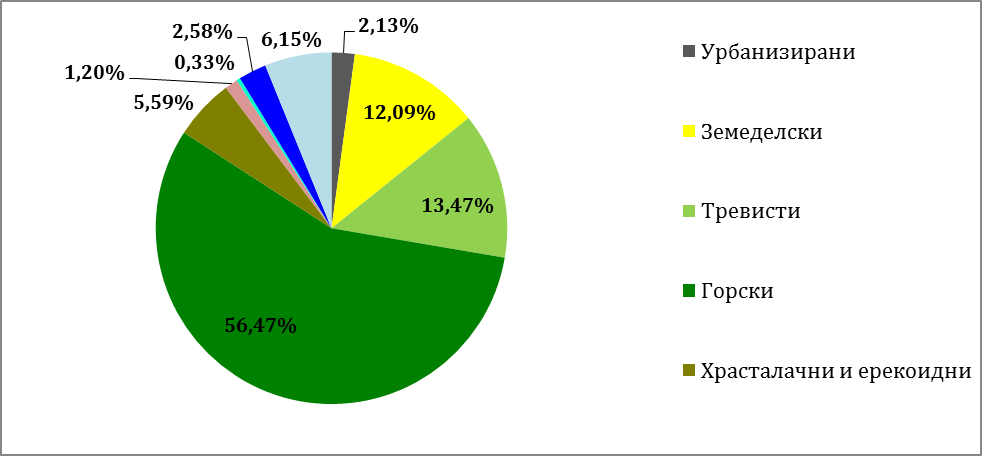 2,13%
12,09%
13,47%
56,47%
5,59%
1,20%
0,33%
2,58%
6,15%
Урбанизирани
Земеделски
Тревисти
Горски
Храсталачни и ерекоидни